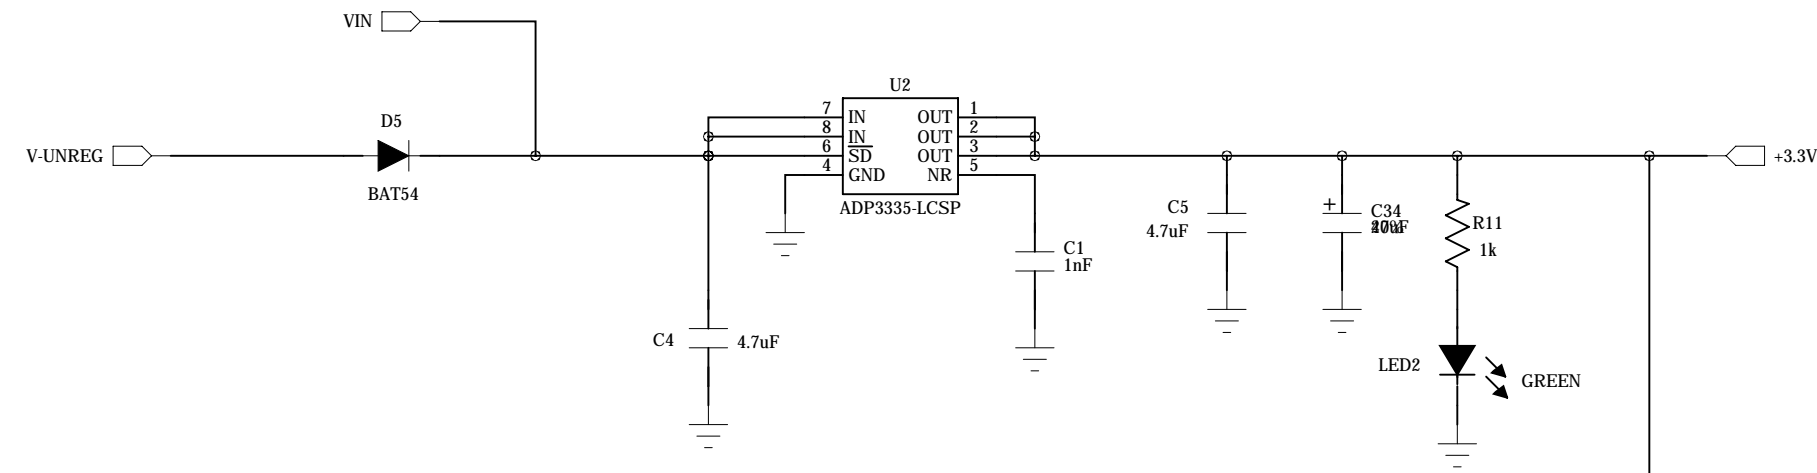 VIN
U2
D5
7 IN OUT 1
8 IN OUT 2
V-UNREG
6 SD OUT 3
+3.3V
4 GND NR 5
BAT54
ADP3335-LCSP
C5
4.7uF
+
C34
R11
1k
C1
1nF
C4
4.7uF
LED2
GREEN